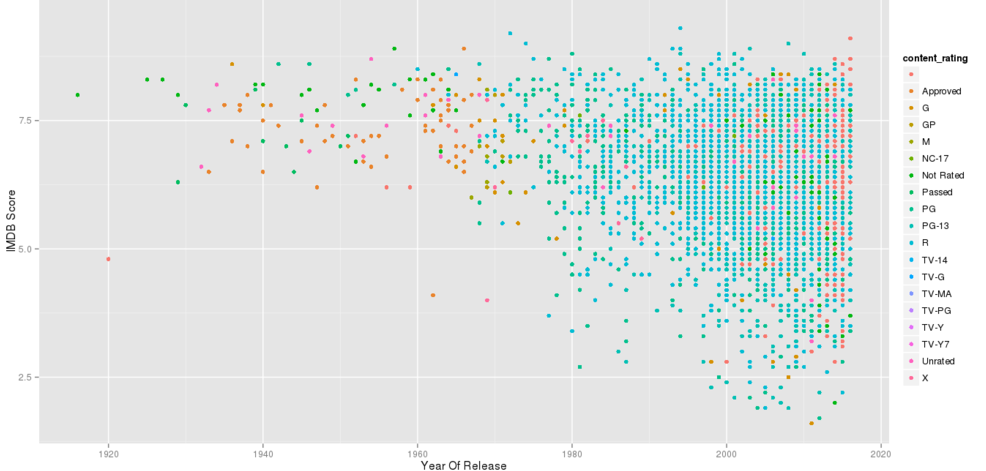 content_rating
Approved
G
GP
M
NC-17
Not Rated
Passed
PG
PG-13
R
TV-14
TV-G
TV-MA
TV-PG
TV-Y
TV-Y7
Unrated
X
IMDB Score
7.5
5.0
2.5
1920 1940 1960 1980 2000 2020
Year Of Release